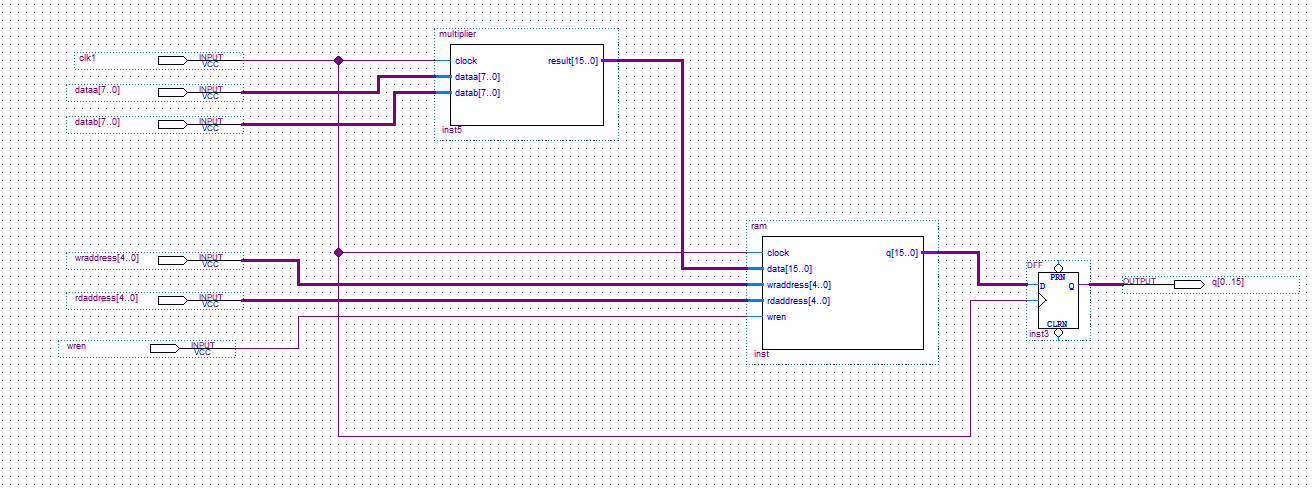 multiplier
clk1
INPUT
VCC
clock
result[15..0]
dataa[7..0]
INPUT
VCC
dataa[7..0]
datab[7..0]
datab[7..0]
INPUT
VCC
inst5
ram
wraddress[4..0]
INPUT
VCC
clock
q[15..0]
data[15..0]
DFF
PRN
D
Q
OUTPUT
q[0..15]
wraddress[4..0]
rdaddress[4..0]
INPUT
VCC
rdaddress[4..0]
wren
CLRN
inst3
wren
INPUT
VCC
inst